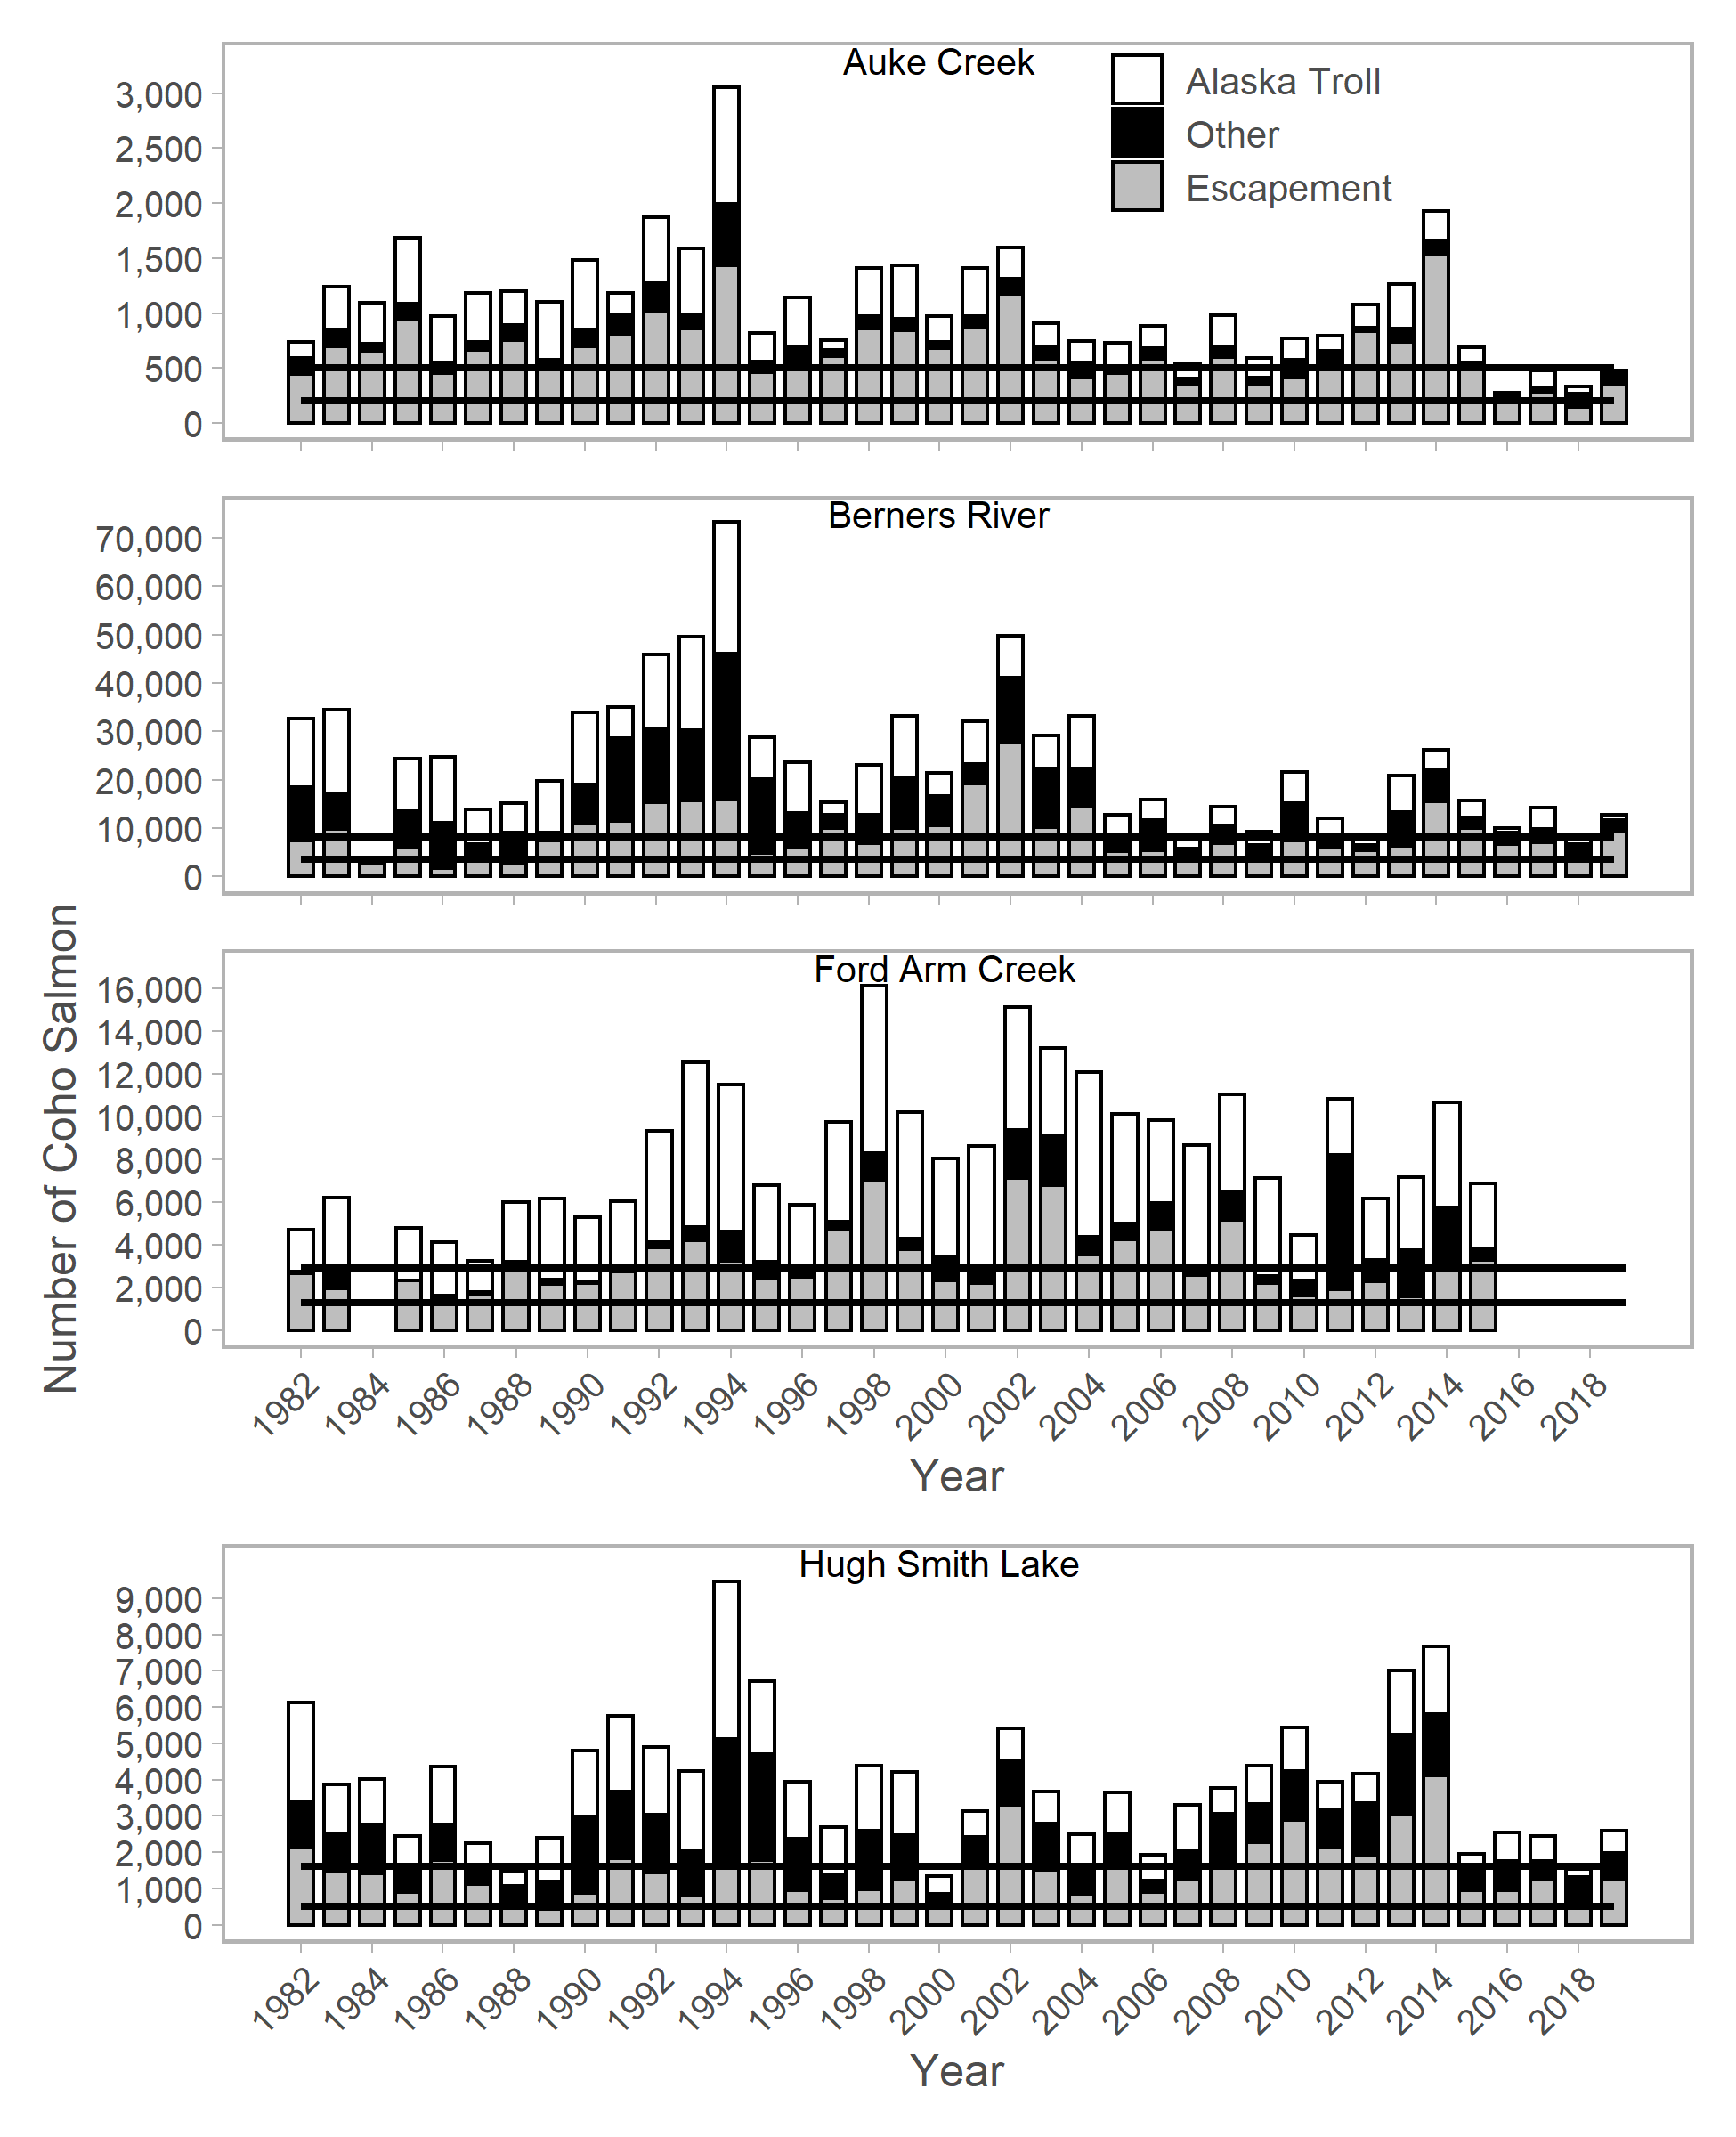 Number of Coho Salmon
Auke Creek
Alaska Troll
Other
Escapement
3,000
2,500
2,000
1,500
1,000
500
0
Berners River
70,000
60,000
50,000
40,000
30,000
20,000
10,000
0
Ford Arm Creek
16,000
14,000
12,000
10,000
8,000
6,000
4,000
2,000
0
1982 1984 1986 1988 1990 1992 1994 1996 1998 2000 2002 2004 2006 2008 2010 2012 2014 2016 2018
Year
Hugh Smith Lake
9,000
8,000
7,000
6,000
5,000
4,000
3,000
2,000
1,000
0
1982 1984 1986 1988 1990 1992 1994 1996 1998 2000 2002 2004 2006 2008 2010 2012 2014 2016 2018
Year